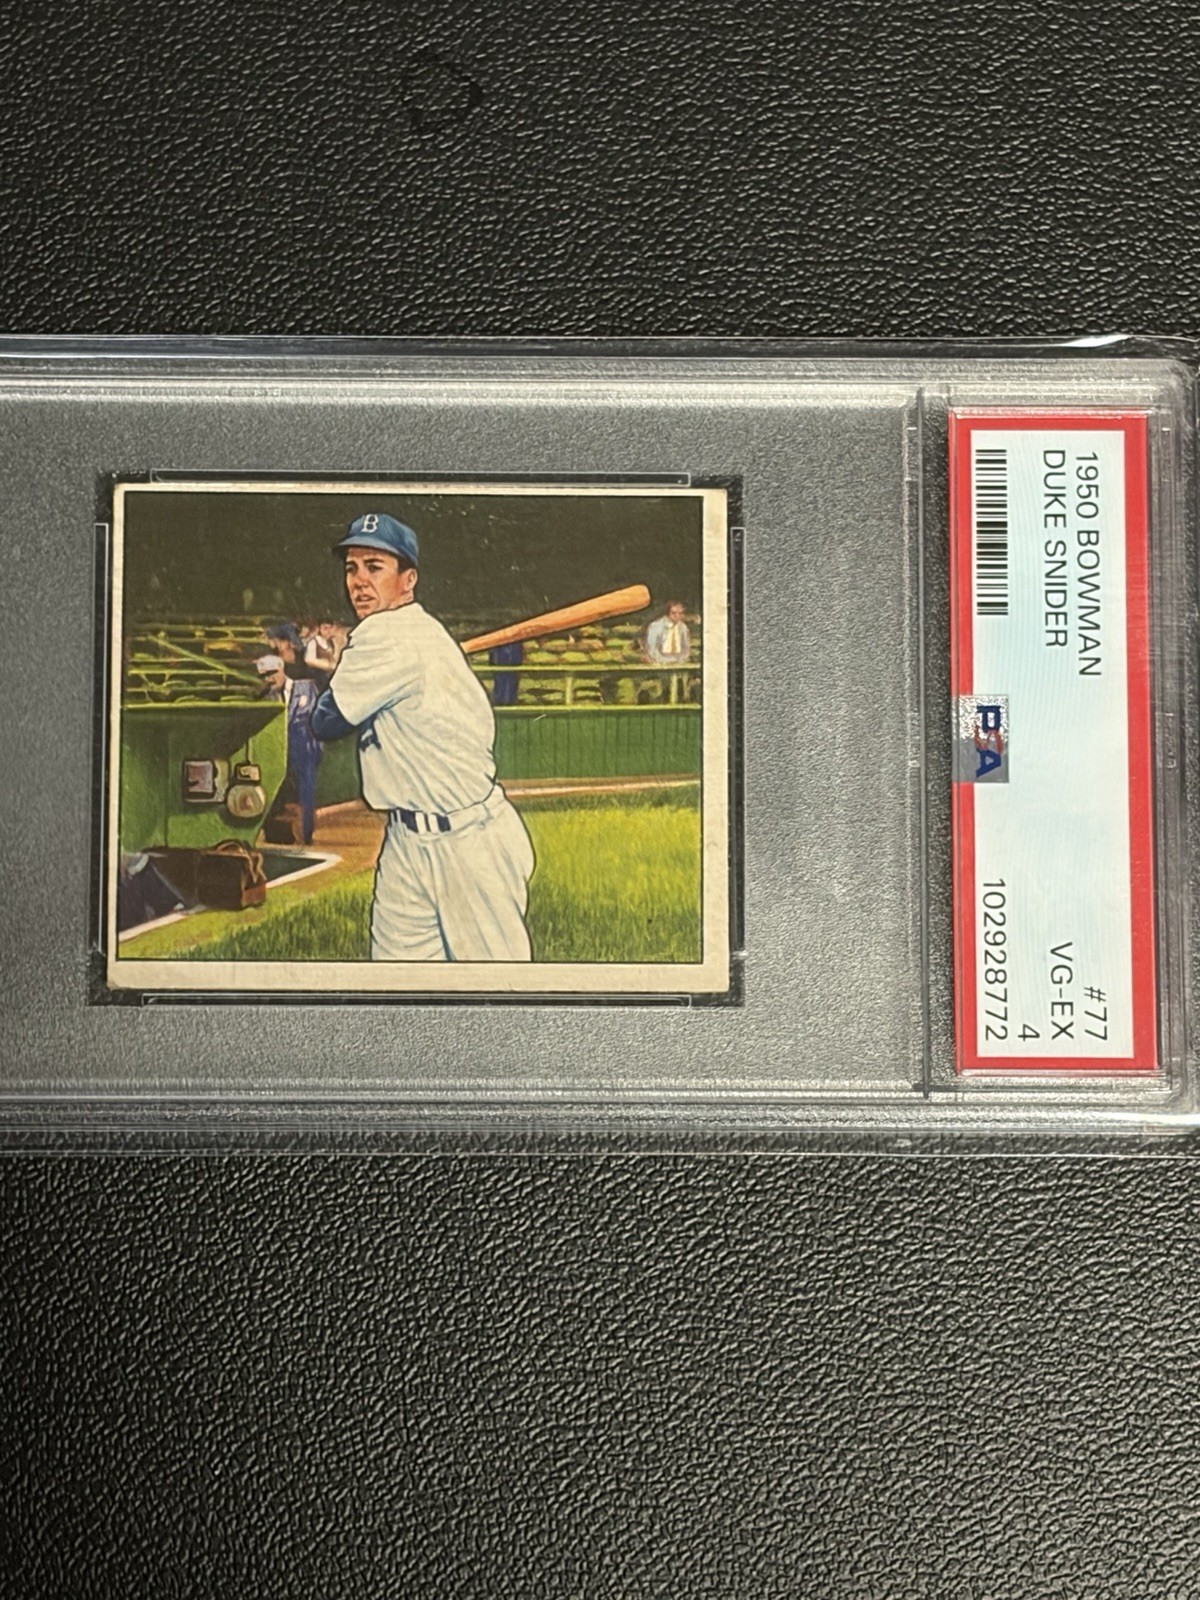 1950 BOWMAN #77
DUKE SNIDER VG-EX
4
PSA 102928772
B